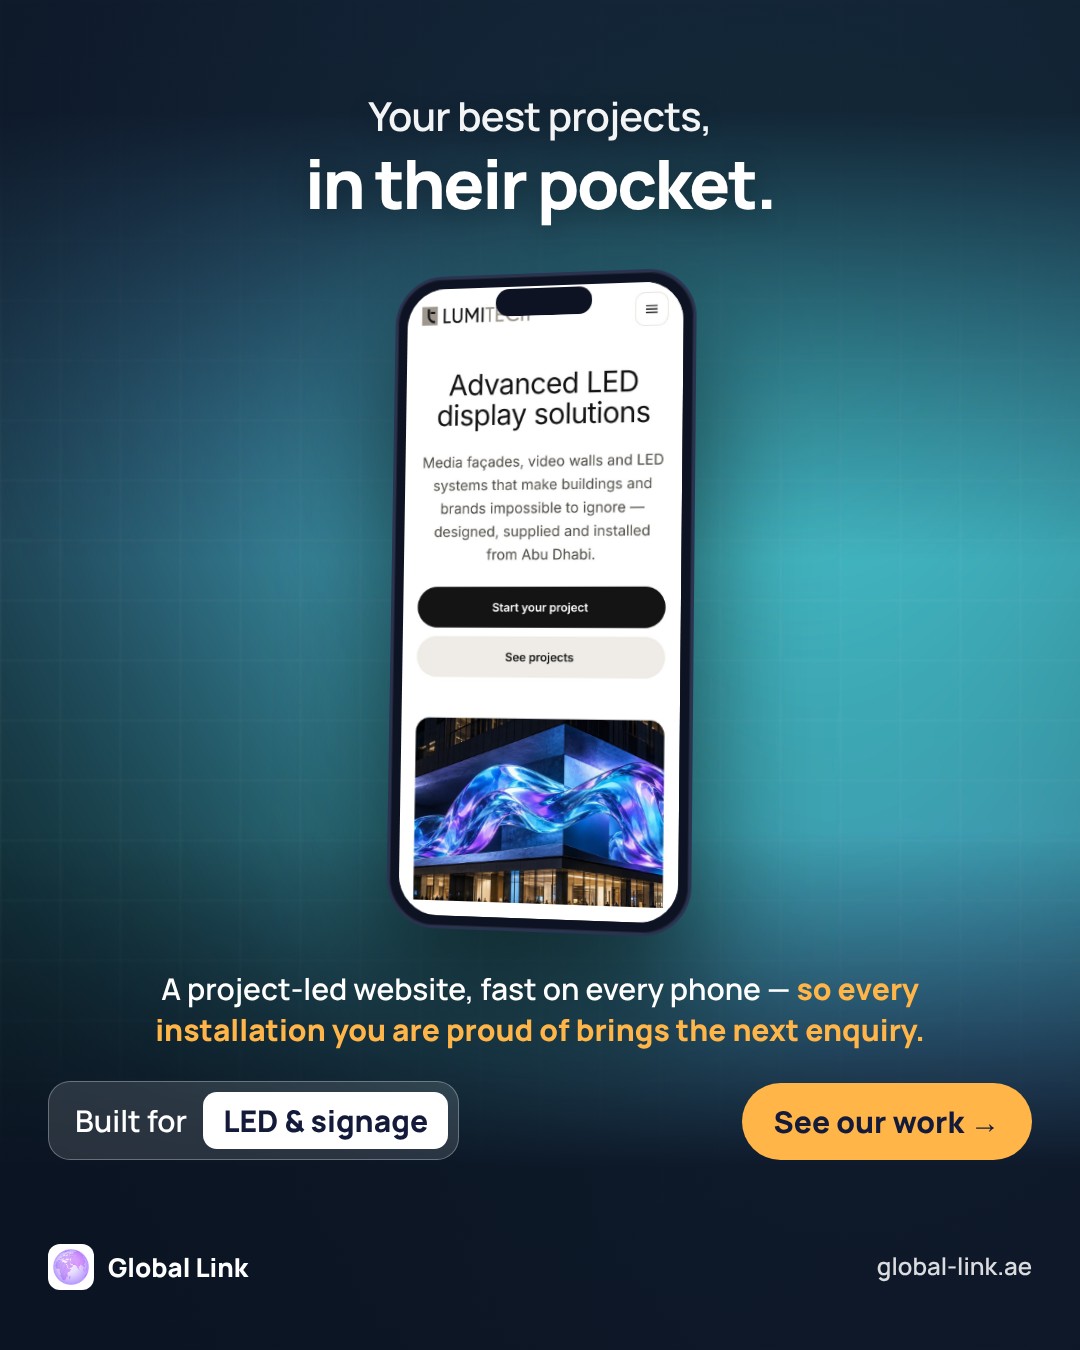 Your best projects,
in their pocket.
LUMITECH
Advanced LED
display solutions
Media façades, video walls and LED
systems that make buildings and
brands impossible to ignore —
designed, supplied and installed
from Abu Dhabi.
Start your project
See projects
A project-led website, fast on every phone — so every
installation you are proud of brings the next enquiry.
Built for LED & signage
See our work →
Global Link
global-link.ae